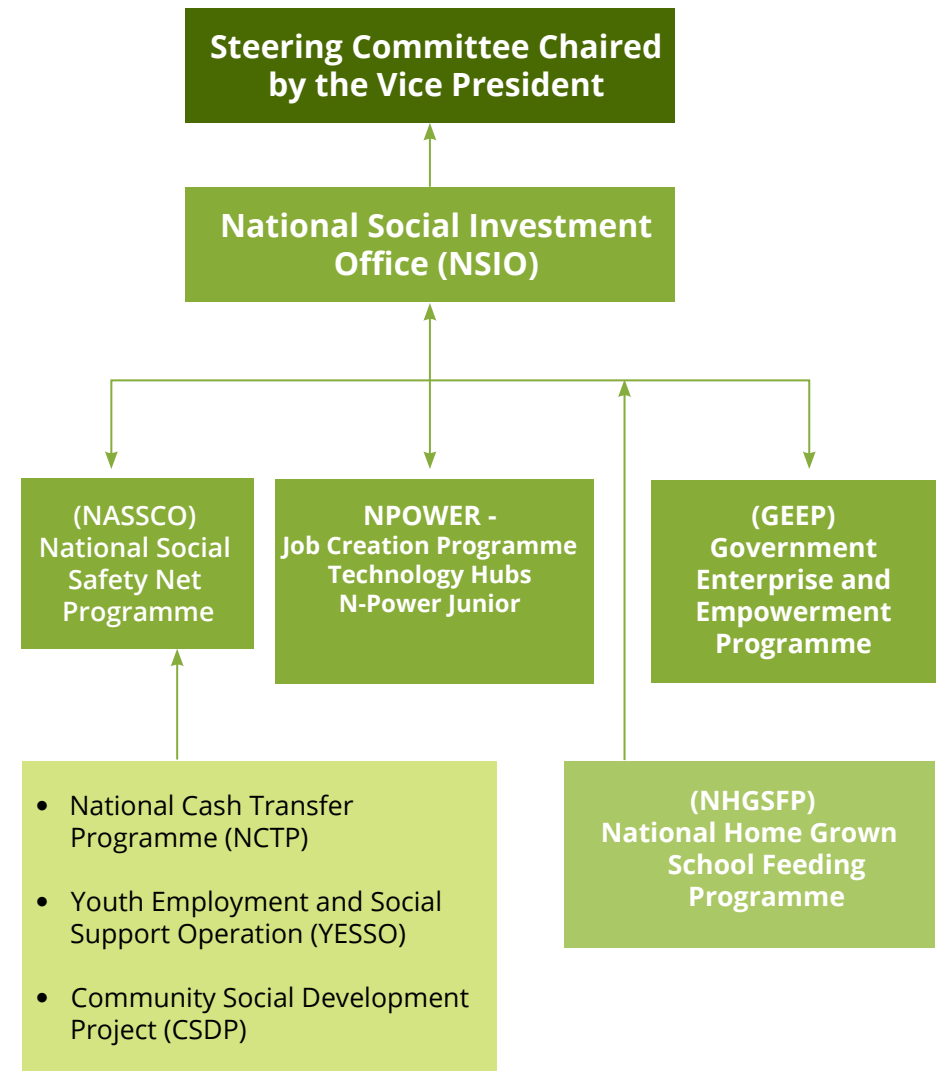 Steering Committee Chaired
by the Vice President
National Social Investment
Office (NSIO)
(NASSCO)
National Social
Safety Net
Programme
NPOWER -
Job Creation Programme
Technology Hubs
N-Power Junior
(GEEP)
Government
Enterprise and
Empowerment
Programme
• National Cash Transfer
Programme (NCTP)
• Youth Employment and Social
Support Operation (YESSO)
• Community Social Development
Project (CSDP)
(NHGSFP)
National Home Grown
School Feeding
Programme